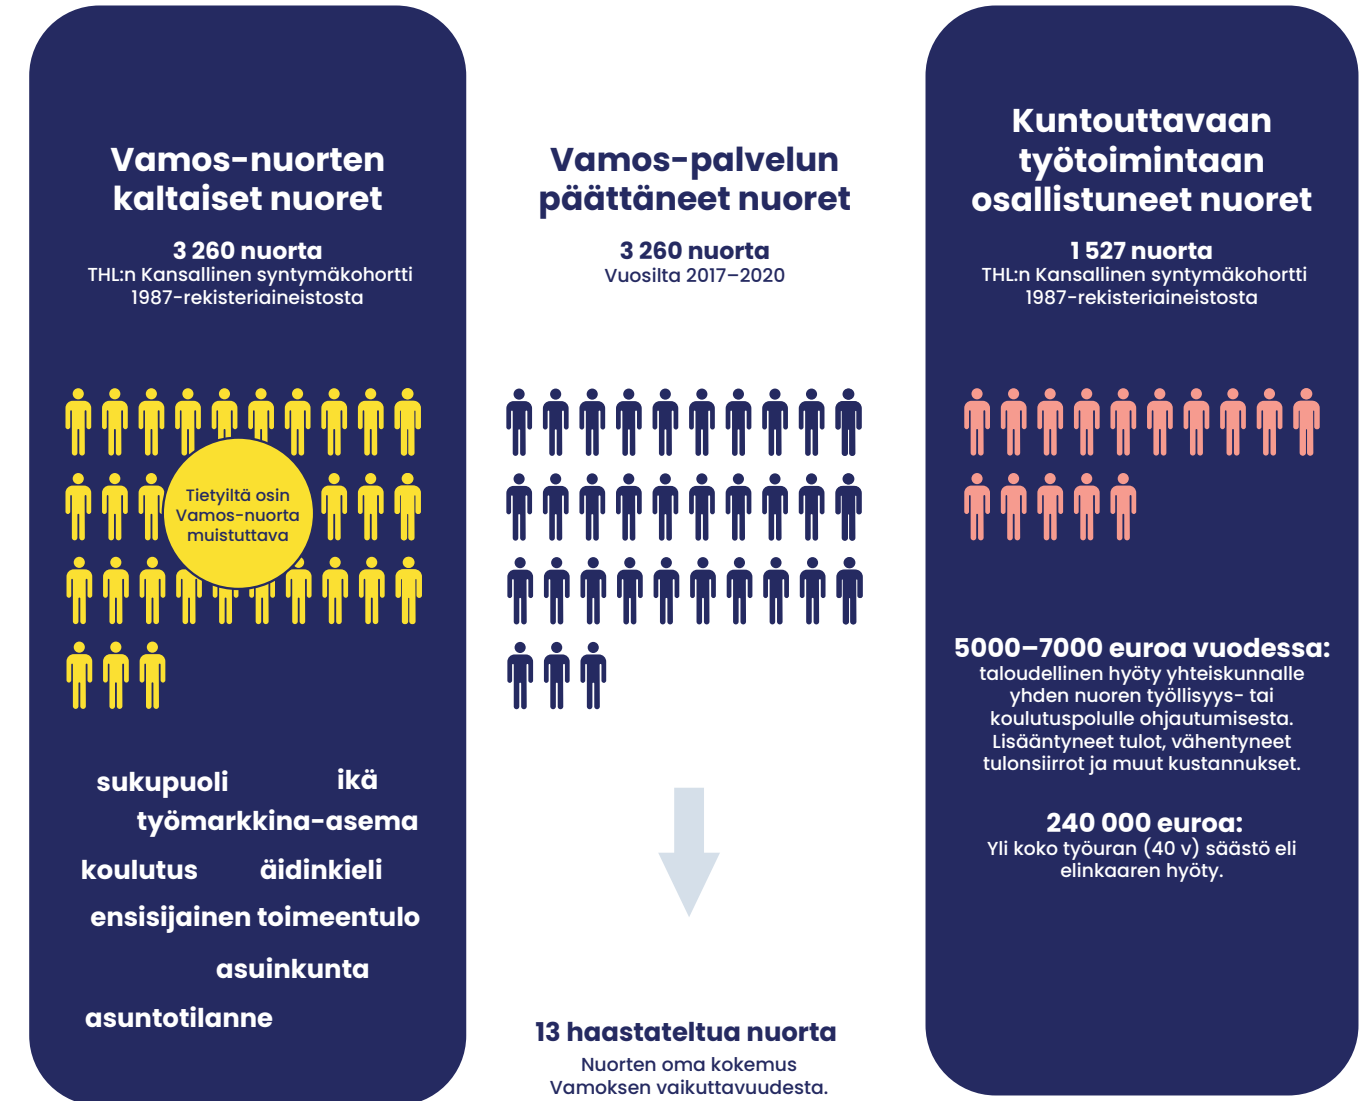 Vamos-nuorten
kaltaiset nuoret
3 260 nuorta
THL:n Kansallinen syntymäkohortti
1987-rekisteriaineistosta
Tietyiltä osin
Vamos-nuorta
muistuttava
sukupuoli
ikä
työmarkkina-asema
koulutus
äidinkieli
ensisijainen toimeentulo
asuinkunta
asuntotilanne
Vamos-palvelun
päättäneet nuoret
3 260 nuorta
Vuosilta 2017–2020
13 haastateltua nuorta
Nuorten oma kokemus
Vamoksen vaikuttavuudesta.
Kuntouttavaan
työtoimintaan
osallistuneet nuoret
1 527 nuorta
THL:n Kansallinen syntymäkohortti
1987-rekisteriaineistosta
5000–7000 euroa vuodessa:
taloudellinen hyöty yhteiskunnalle
yhden nuoren työllisyys- tai
koulutuspolulle ohjautumisesta.
Lisääntyneet tulot, vähentyneet
tulonsiirrot ja muut kustannukset.
240 000 euroa:
Yli koko työuran (40 v) säästö eli
elinkaaren hyöty.